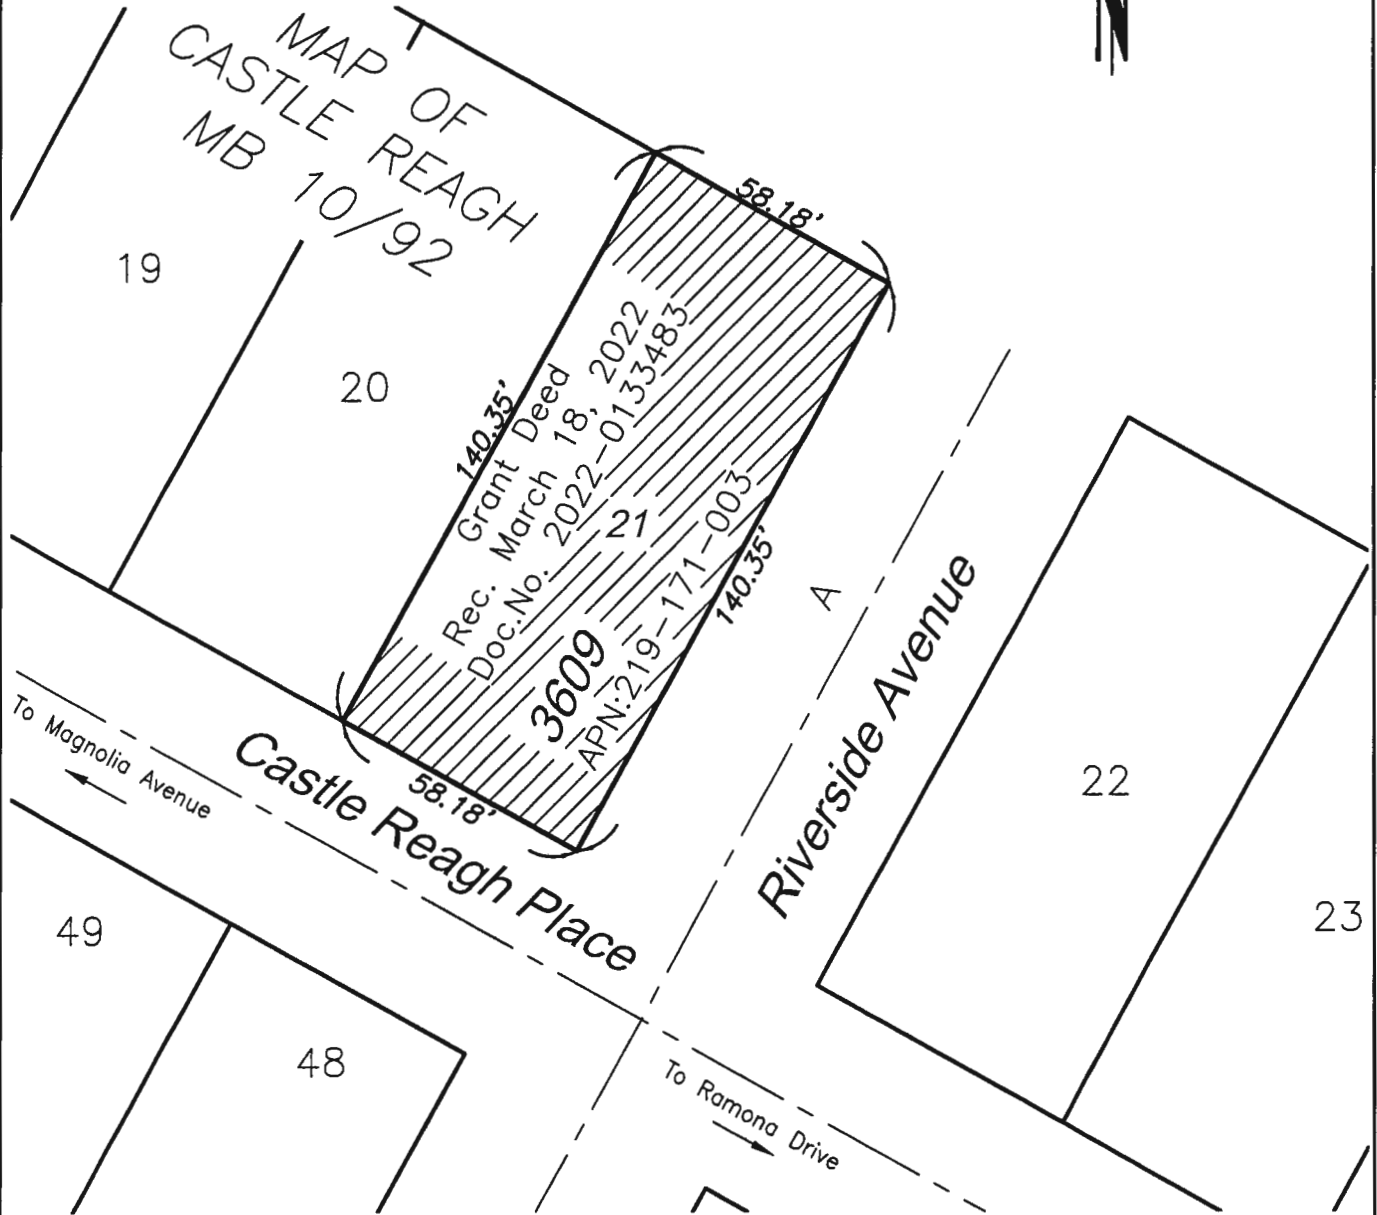 N
MAP OF
CASTLE REAGH
MB 10/92
58.18'
19
20
140.35'
Grant Deed
Rec. March 18, 2022
Doc.No. 2022-0133483
21
3609
APN:219-171-003
140.35'
A
Riverside Avenue
22
23
To Magnolia Avenue
58.18'
Castle Reagh Place
49
48
To Ramona Drive